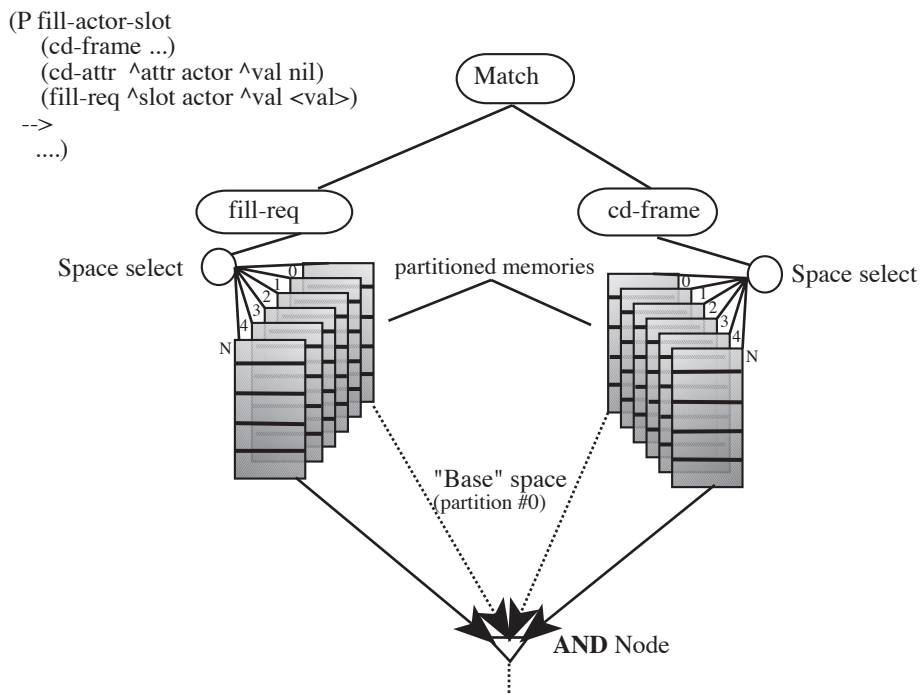 (P fill-actor-slot
(cd-frame ...)
(cd-attr ^attr actor ^val nil)
(fill-req ^slot actor ^val <val>)
-->
....)
Match
fill-req
cd-frame
Space select
partitioned memories
Space select
0
1
2
3
4
N
0
1
2
3
4
N
"Base" space
(partition #0)
AND Node